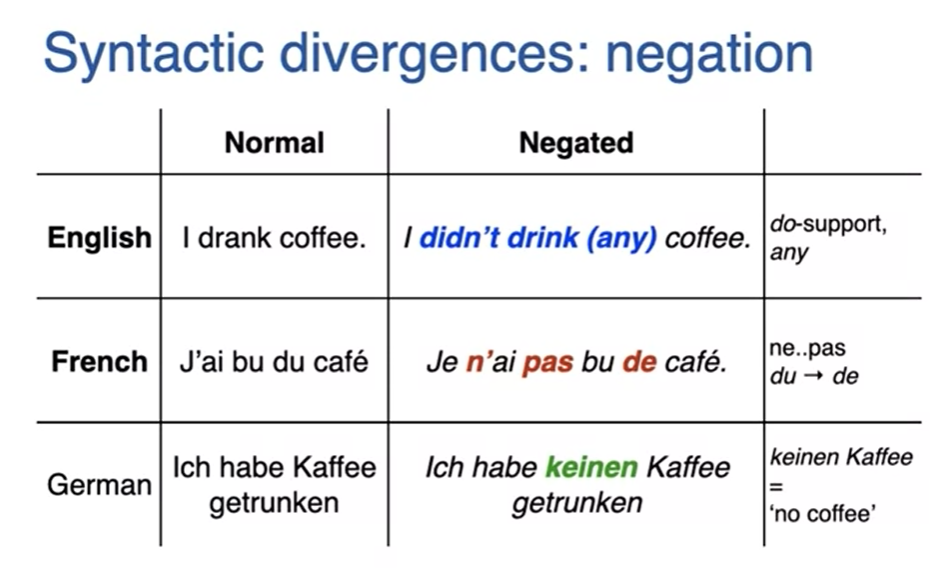 Syntactic divergences: negation
Normal Negated
English I drank coffee. I didn't drink (any) coffee. do-support,
any
French J'ai bu du café Je n'ai pas bu de café. ne..pas
du → de
German Ich habe Kaffee
getrunken Ich habe keinen Kaffee
getrunken keinen Kaffee
=
'no coffee'